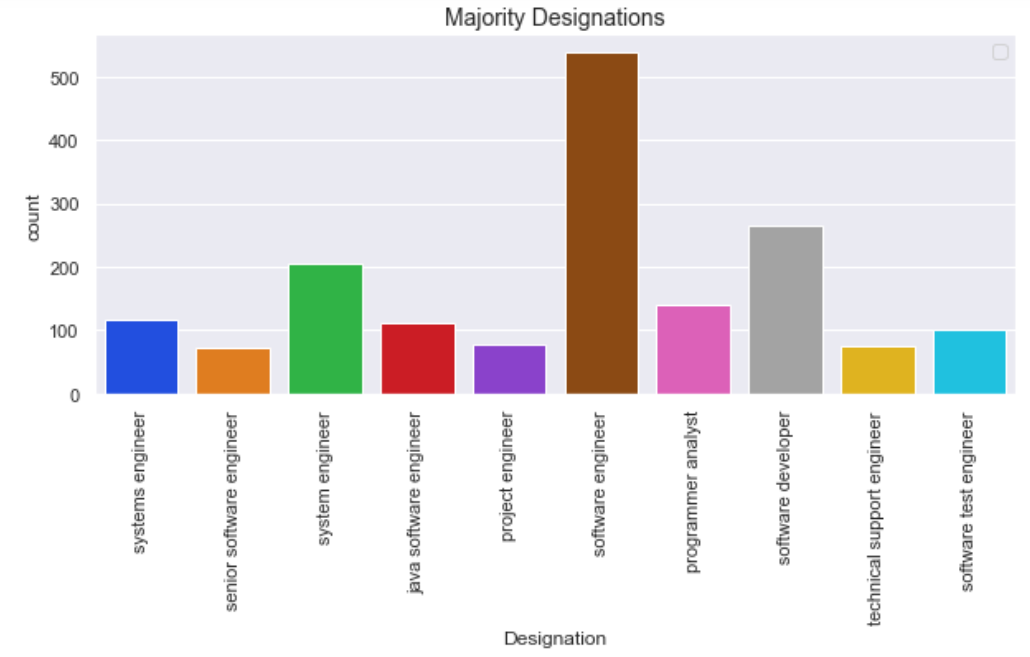 Majority Designations
count
500
400
300
200
100
0
systems engineer
senior software engineer
system engineer
java software engineer
project engineer
software engineer
programmer analyst
software developer
technical support engineer
software test engineer
Designation